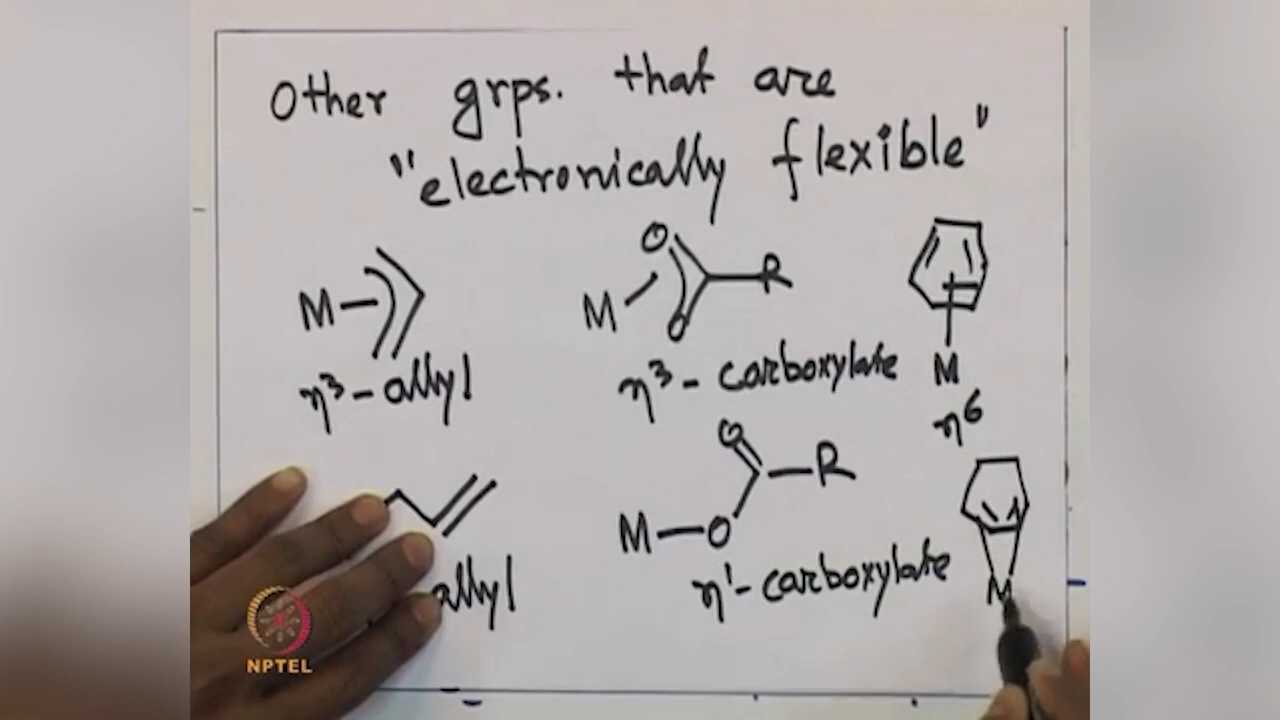 Other grps. that are
"electronically flexible"
M
O
O
R
M
M
η³-allyl
η³-carboxylate
η⁶
O
R
M
O
M
allyl
η¹-carboxylate
NPTEL